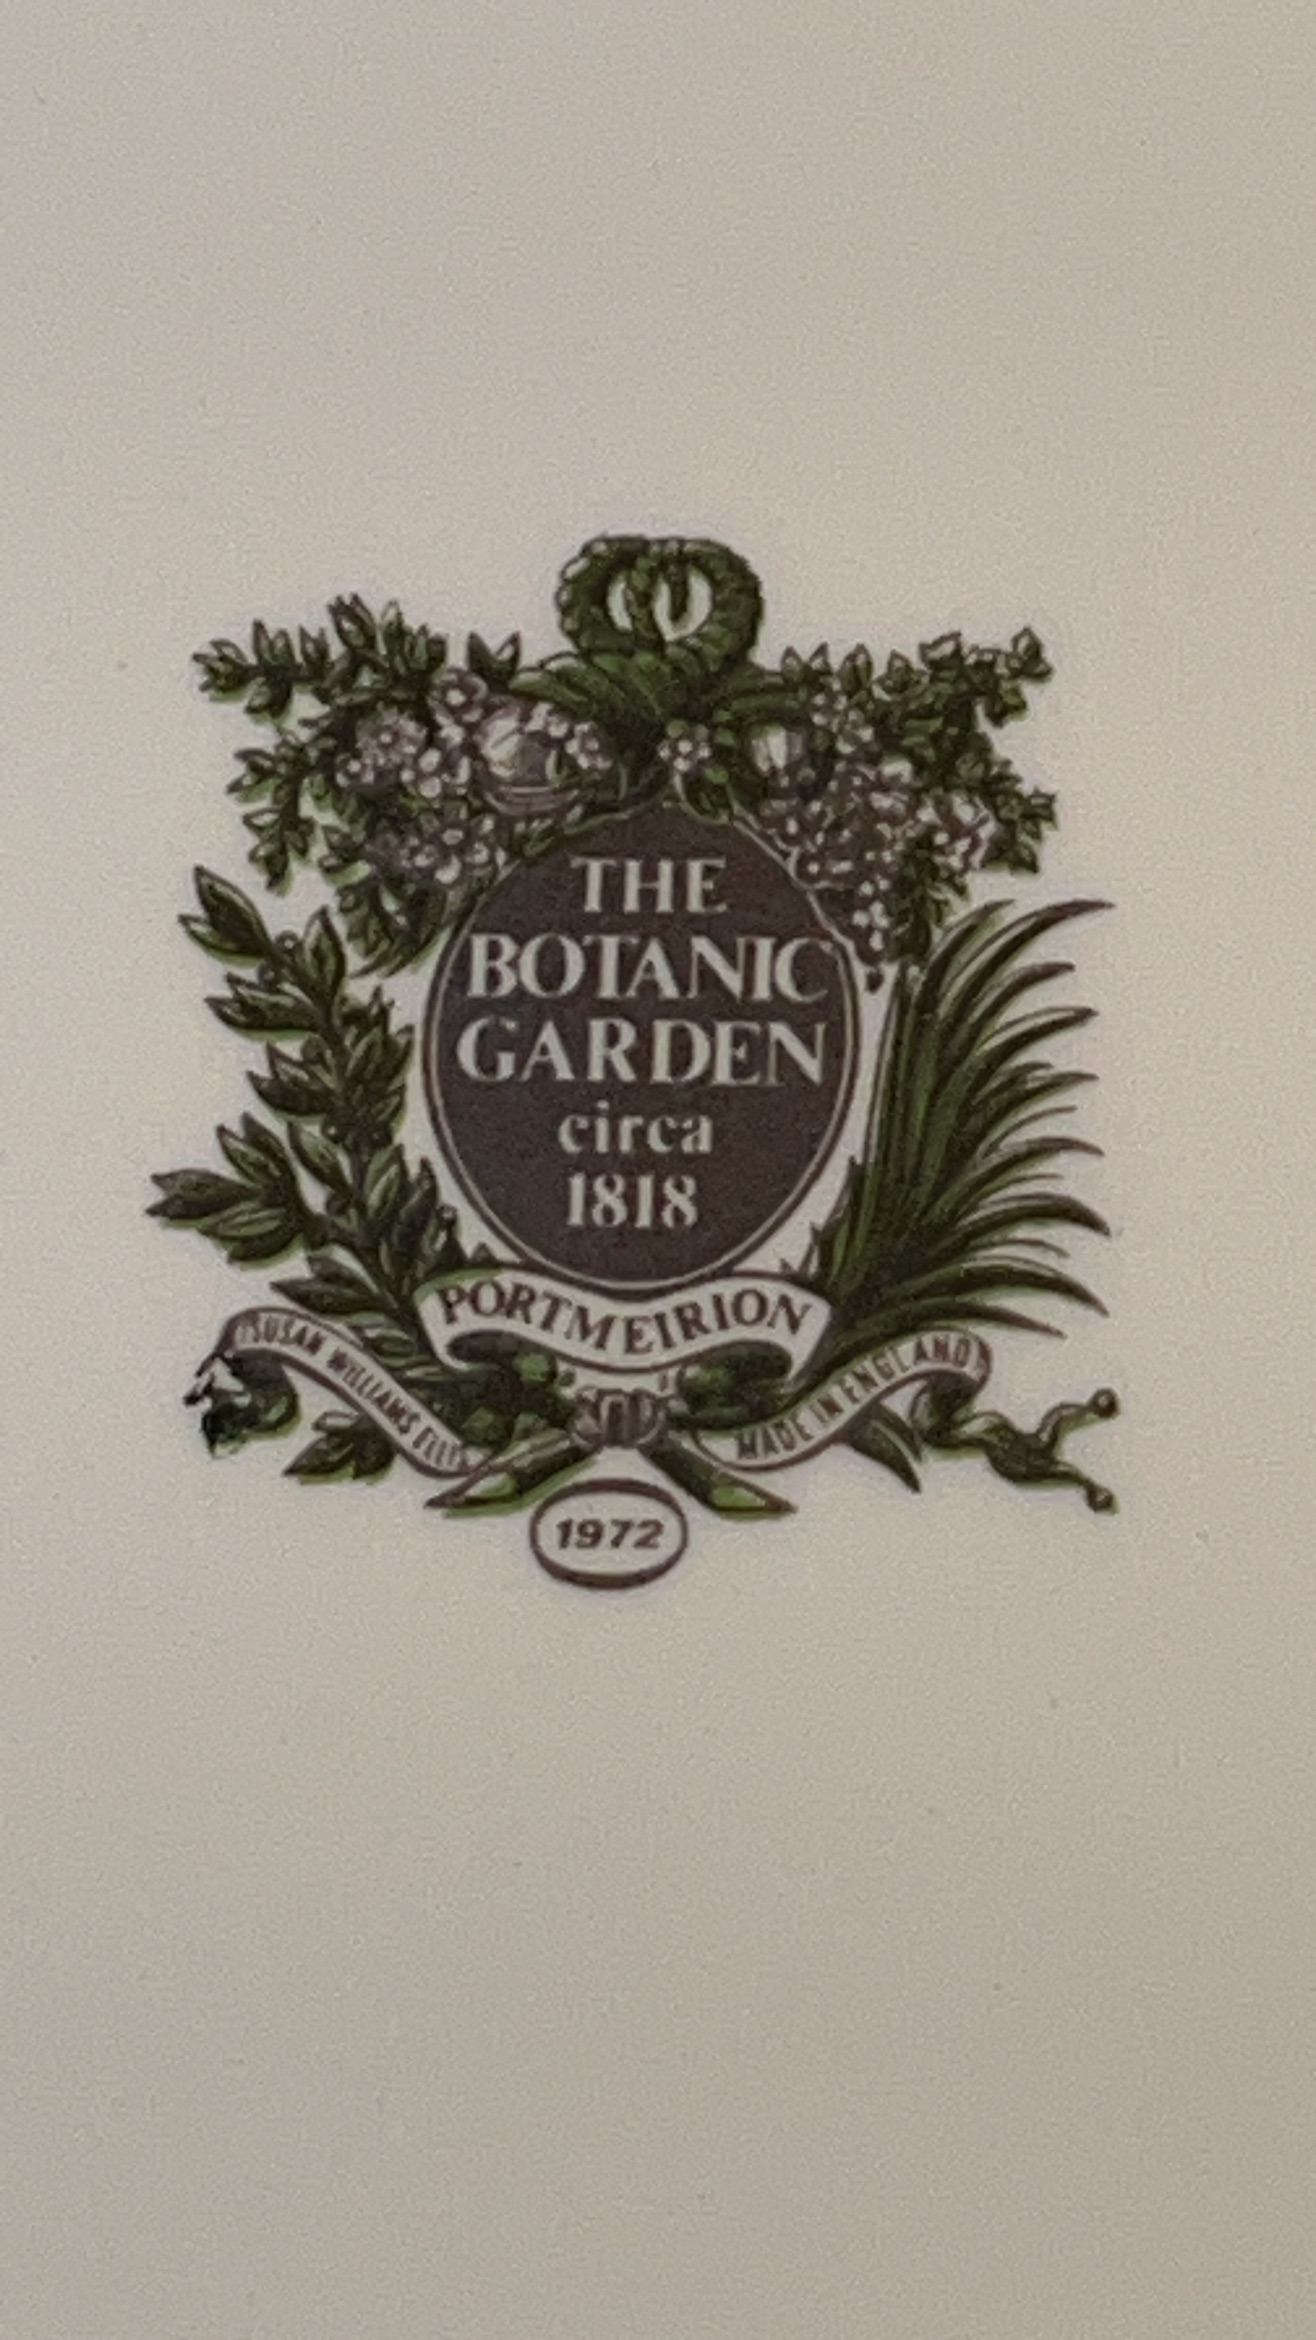 THE
BOTANIC
GARDEN
circa
1818
PORTMEIRION
SUSAN WILLIAMS ELLIS
MADE IN ENGLAND
1972